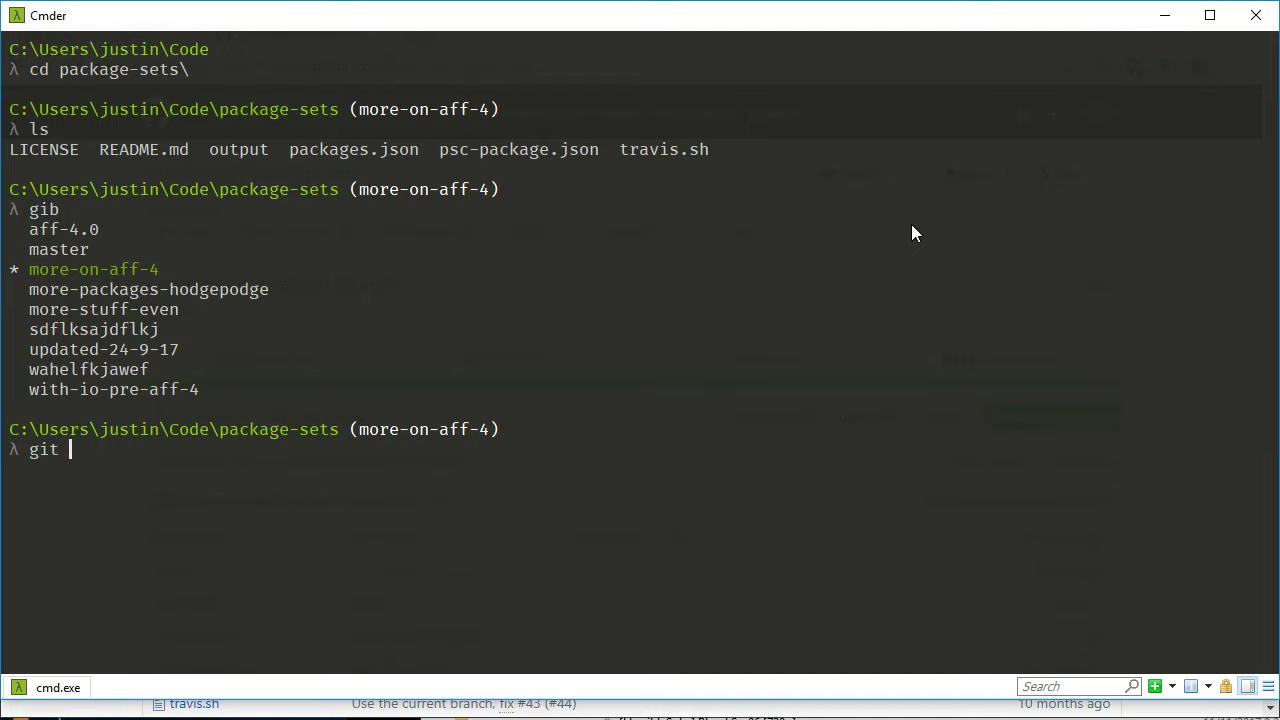 Cmder
C:\Users\justin\Code
λ cd package-sets\
C:\Users\justin\Code\package-sets (more-on-aff-4)
λ ls
LICENSE README.md output packages.json psc-package.json travis.sh
C:\Users\justin\Code\package-sets (more-on-aff-4)
λ gib
aff-4.0
master
* more-on-aff-4
more-packages-hodgepodge
more-stuff-even
sdflksajdflkj
updated-24-9-17
wahelfkjawef
with-io-pre-aff-4
C:\Users\justin\Code\package-sets (more-on-aff-4)
λ git
cmd.exe Search
travis.sh Use the current branch, fix #43 (#44) 10 months ago